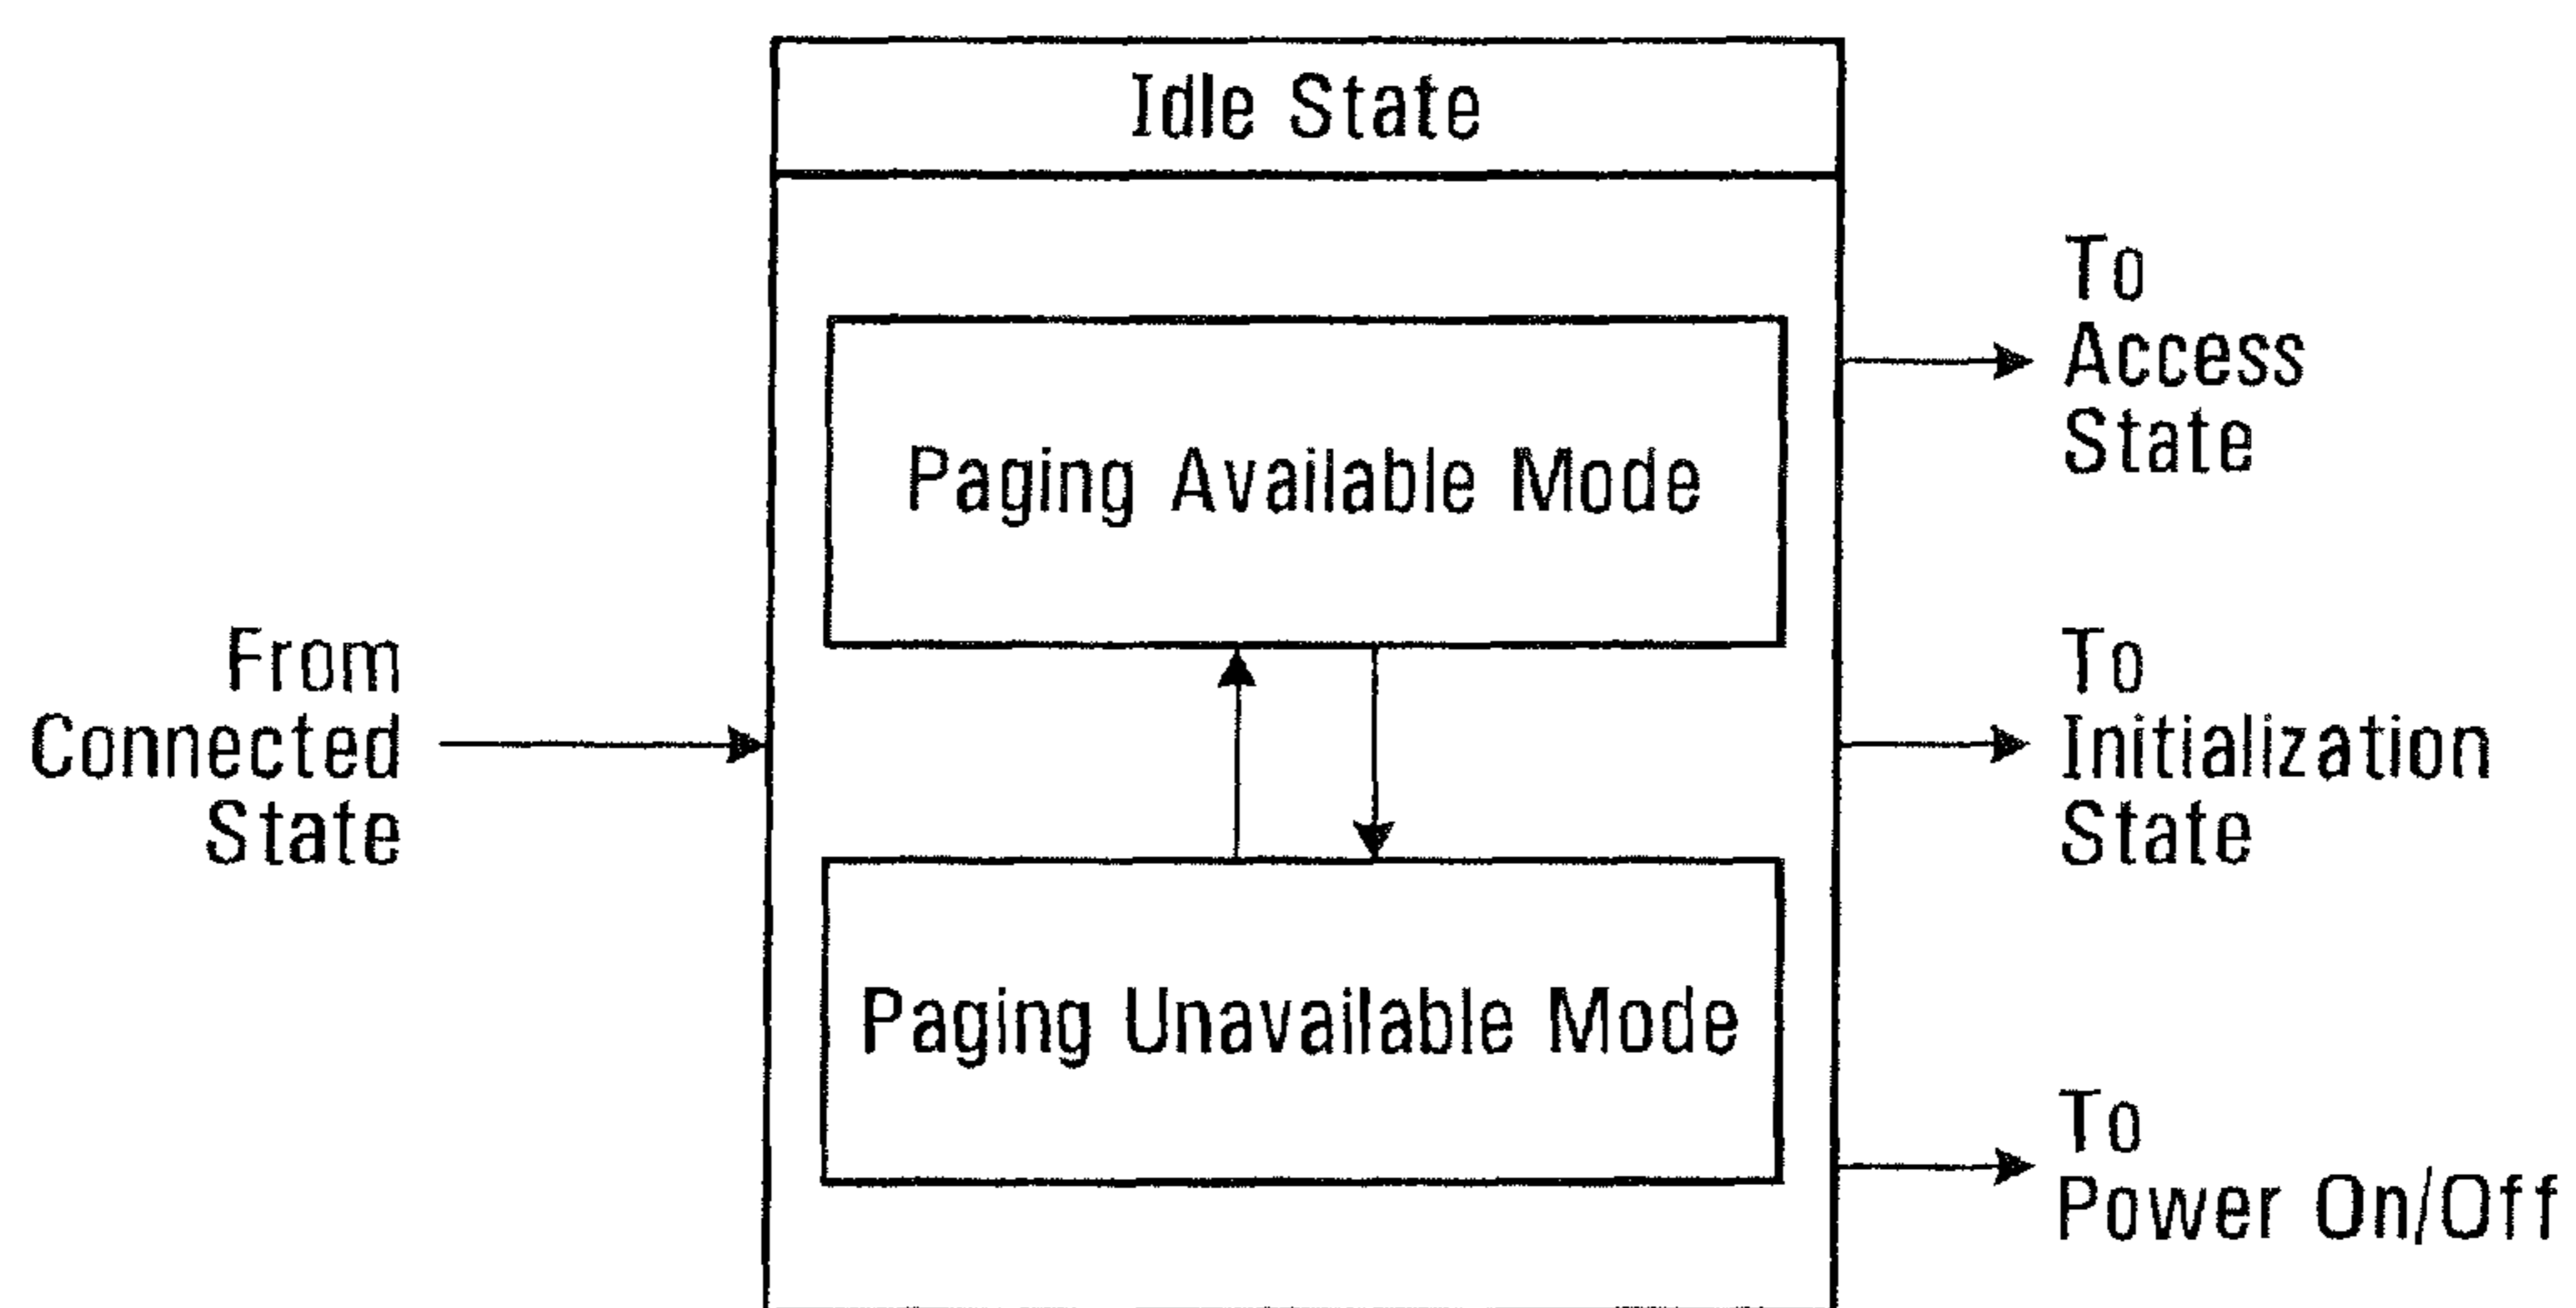 Idle State
Paging Available Mode
Paging Unavailable Mode
From
Connected
State
To
Access
State
To
Initialization
State
To
Power On/Off